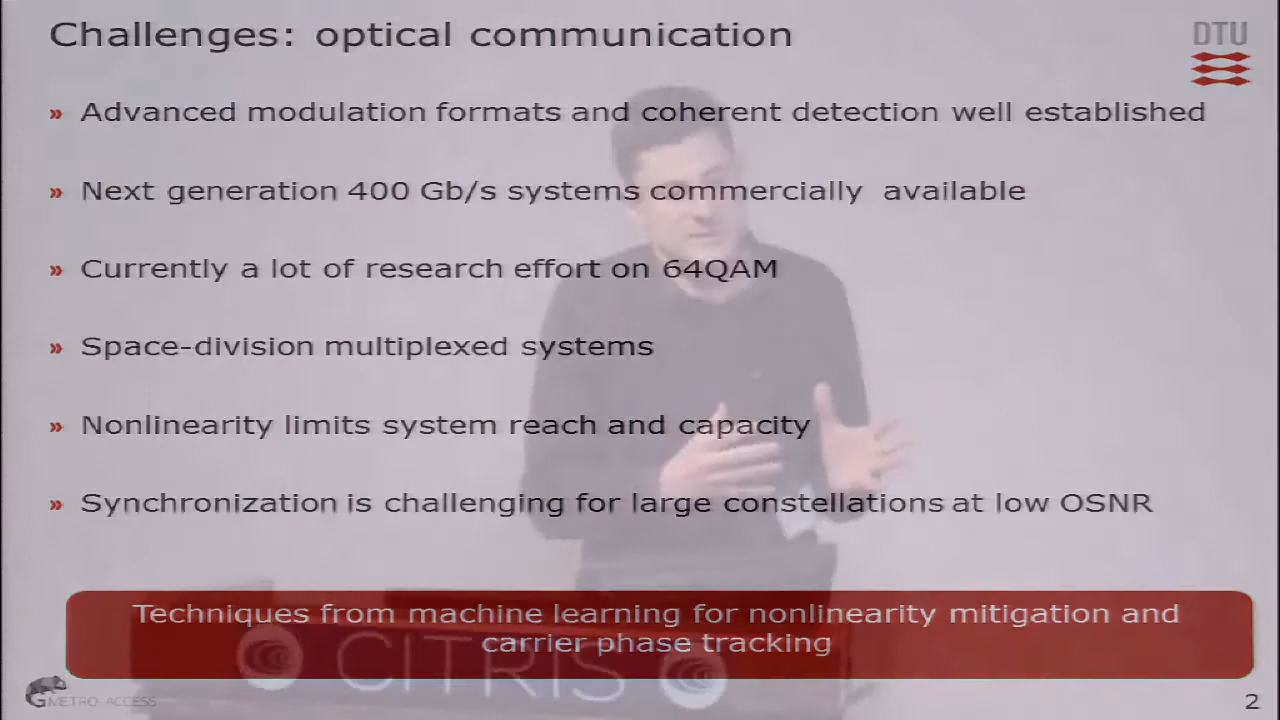 Challenges: optical communication
DTU
» Advanced modulation formats and coherent detection well established
» Next generation 400 Gb/s systems commercially available
» Currently a lot of research effort on 64QAM
» Space-division multiplexed systems
» Nonlinearity limits system reach and capacity
» Synchronization is challenging for large constellations at low OSNR
Techniques from machine learning for nonlinearity mitigation and
carrier phase tracking
CITRIS
METRO ACCESS
2